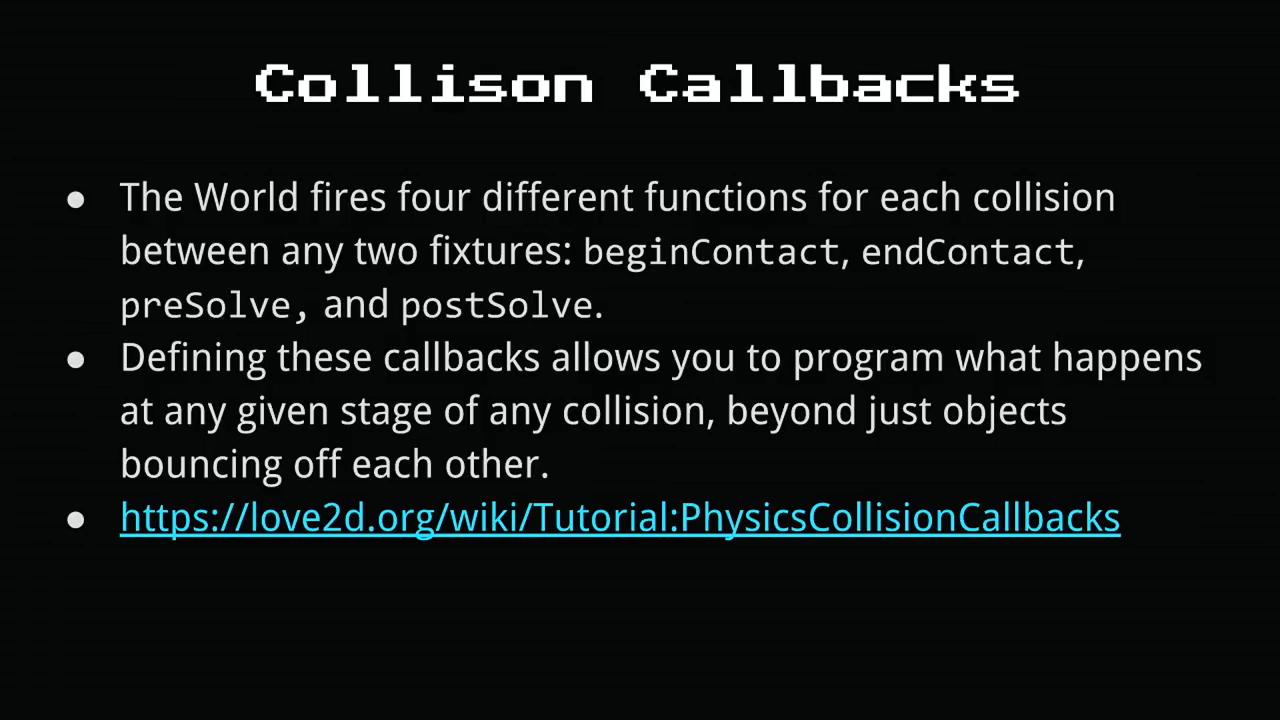 Collison Callbacks
● The World fires four different functions for each collision
between any two fixtures: beginContact, endContact,
preSolve, and postSolve.
● Defining these callbacks allows you to program what happens
at any given stage of any collision, beyond just objects
bouncing off each other.
● https://love2d.org/wiki/Tutorial:PhysicsCollisionCallbacks